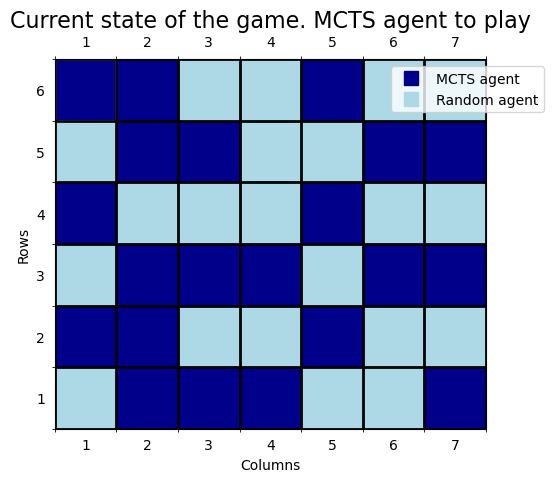 Current state of the game. MCTS agent to play
1 2 3 4 5 6 7
MCTS agent
Random agent
6
5
4
3
2
1
Rows
1 2 3 4 5 6 7
Columns